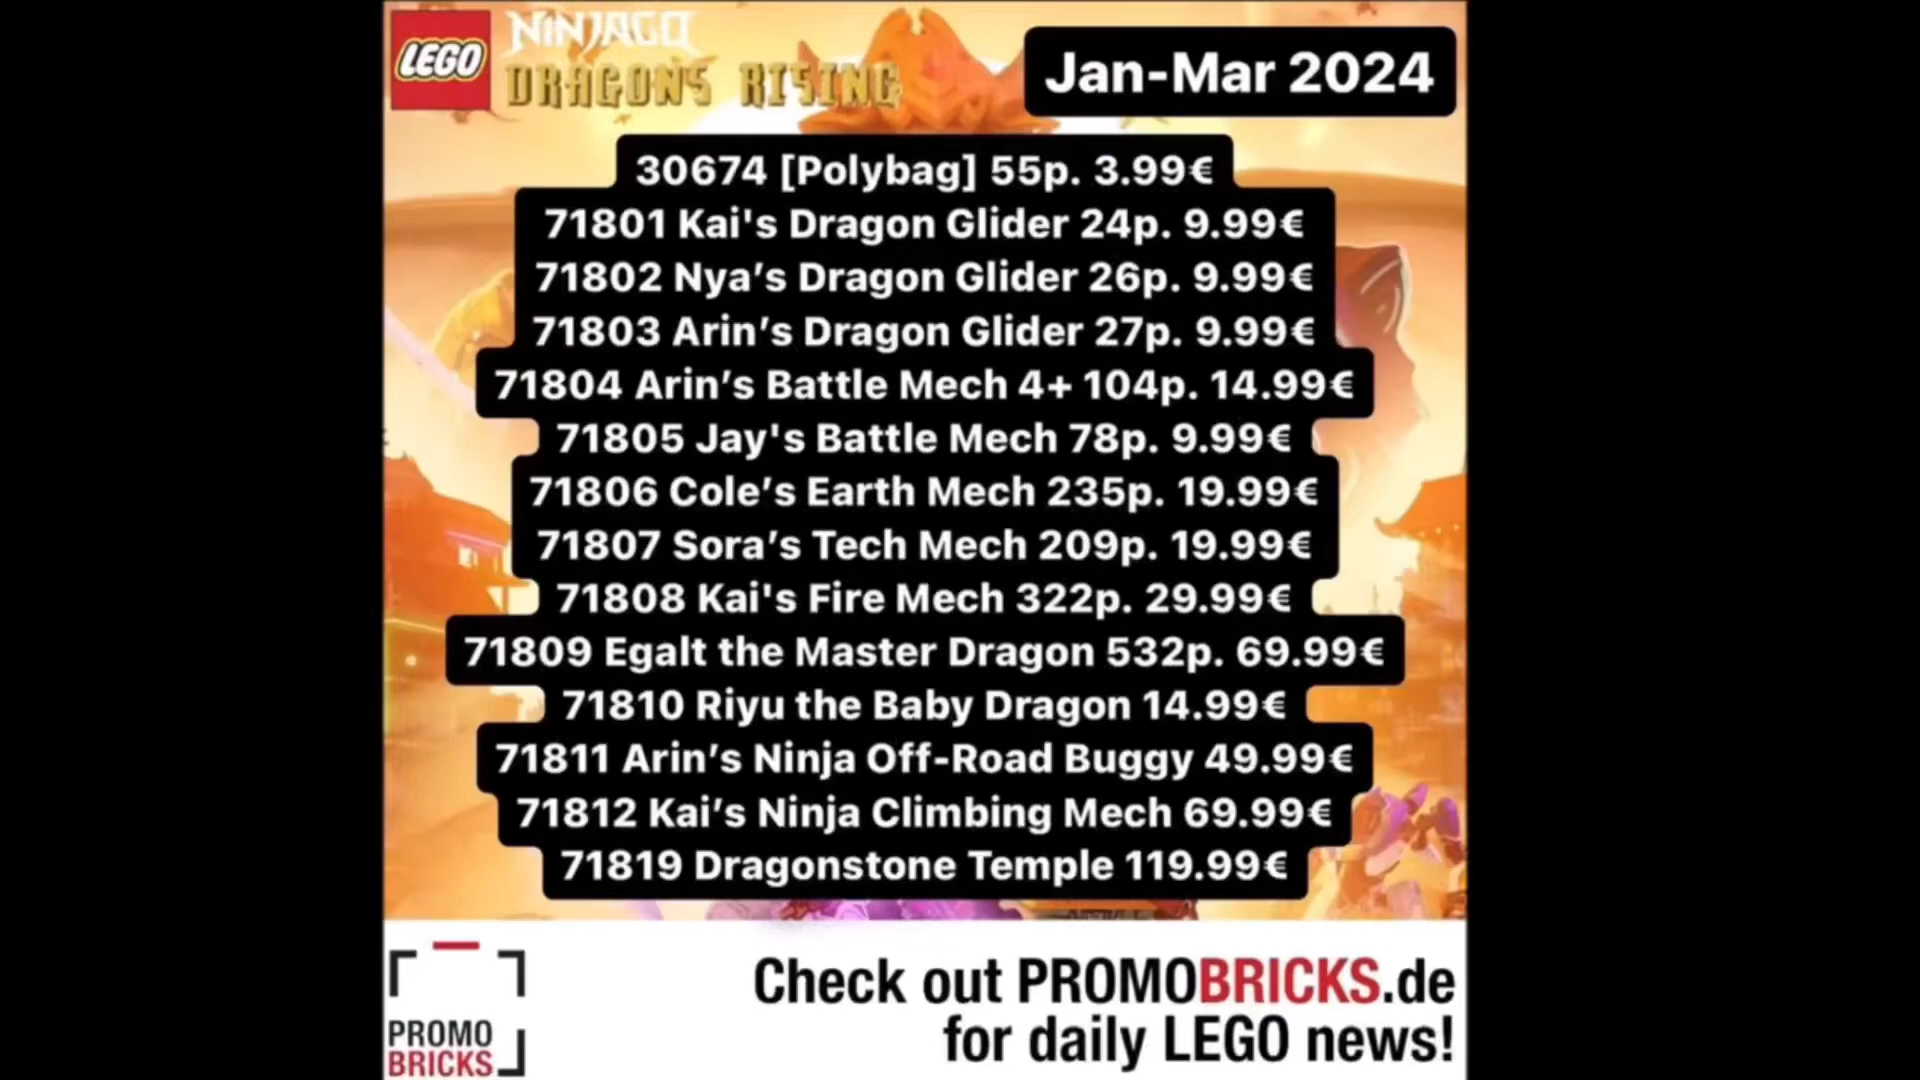 LEGO
NINJAGO
DRAGONS RISING
Jan-Mar 2024
30674 [Polybag] 55p. 3.99€
71801 Kai's Dragon Glider 24p. 9.99€
71802 Nya’s Dragon Glider 26p. 9.99€
71803 Arin’s Dragon Glider 27p. 9.99€
71804 Arin’s Battle Mech 4+ 104p. 14.99€
71805 Jay's Battle Mech 78p. 9.99€
71806 Cole’s Earth Mech 235p. 19.99€
71807 Sora’s Tech Mech 209p. 19.99€
71808 Kai's Fire Mech 322p. 29.99€
71809 Egalt the Master Dragon 532p. 69.99€
71810 Riyu the Baby Dragon 14.99€
71811 Arin’s Ninja Off-Road Buggy 49.99€
71812 Kai’s Ninja Climbing Mech 69.99€
71819 Dragonstone Temple 119.99€
PROMO
BRICKS
Check out PROMOBRICKS.de
for daily LEGO news!